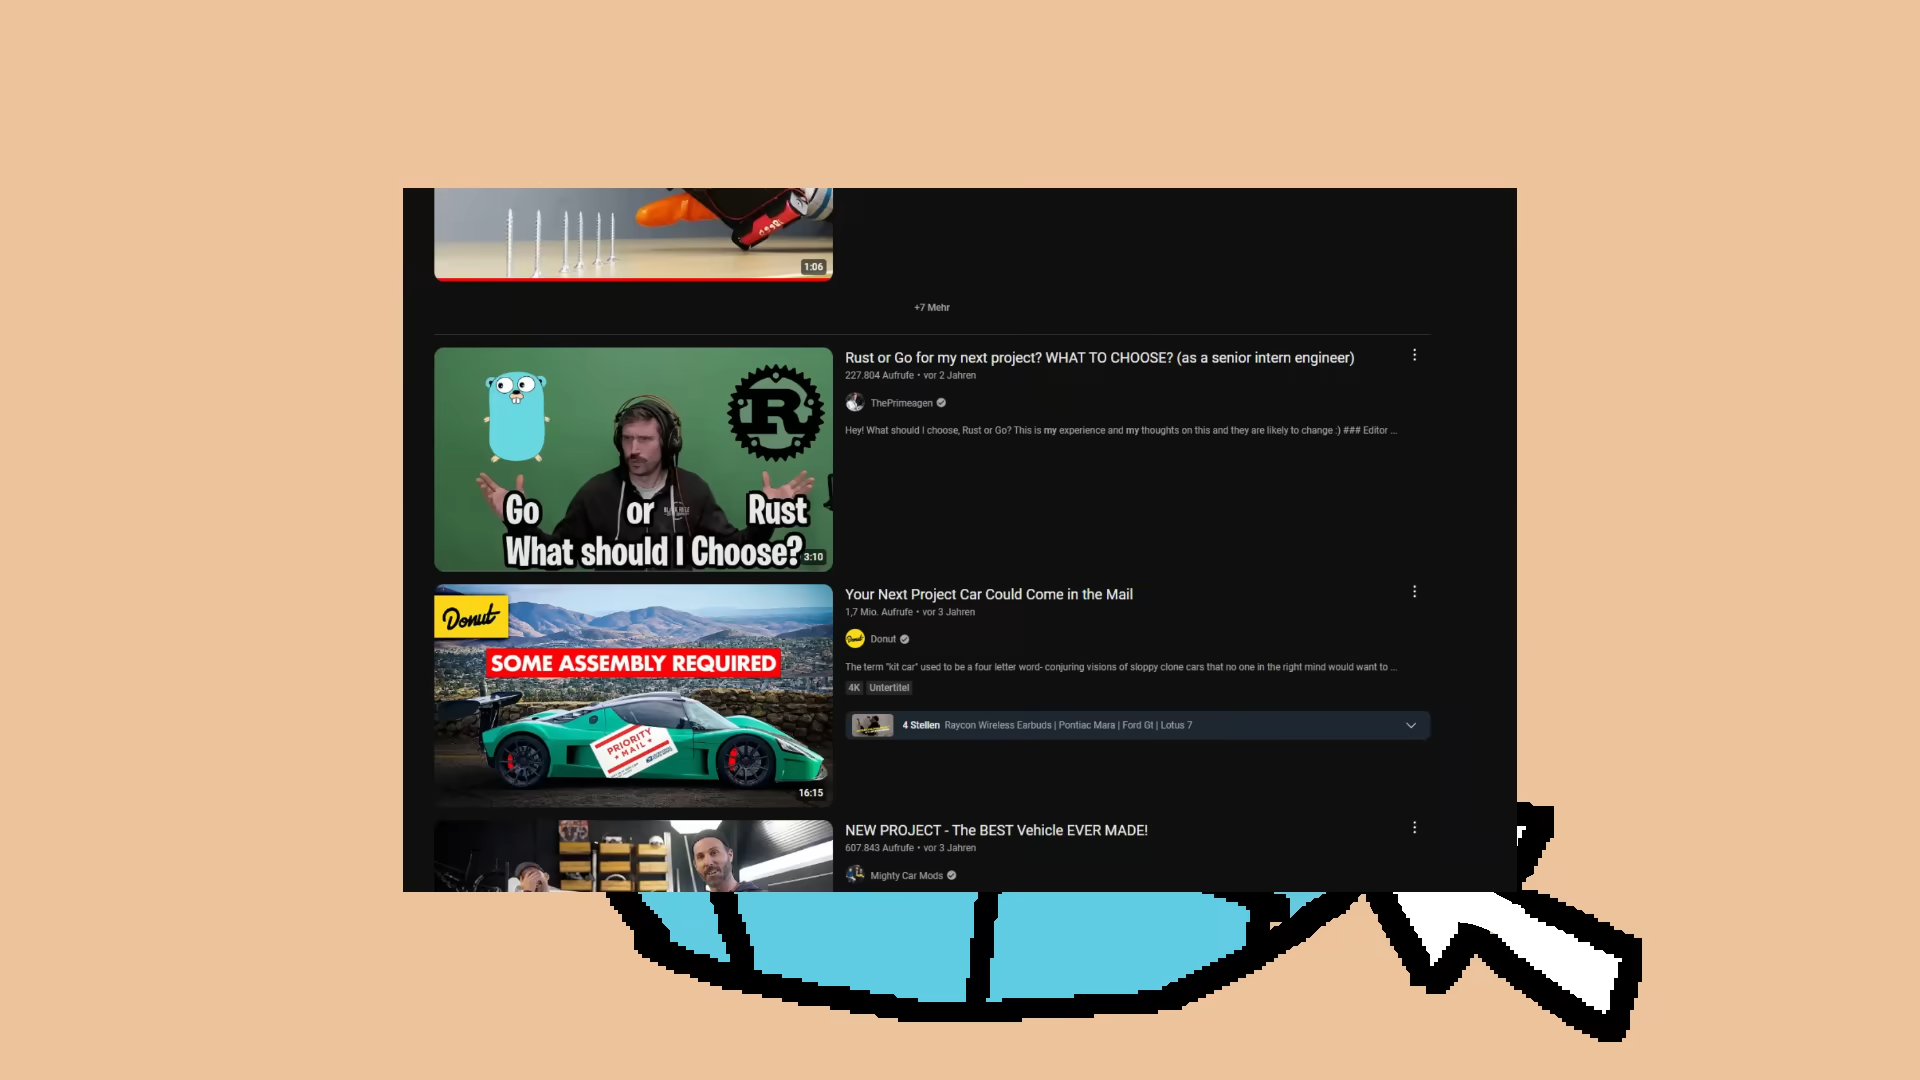 1:06
+7 Mehr
Rust or Go for my next project? WHAT TO CHOOSE? (as a senior intern engineer)
227.804 Aufrufe • vor 2 Jahren
ThePrimeagen
Hey! What should I choose, Rust or Go? This is my experience and my thoughts on this and they are likely to change :) ### Editor ...
R
Go or Rust
What should I Choose?
3:10
Your Next Project Car Could Come in the Mail
1,7 Mio. Aufrufe • vor 3 Jahren
Donut
The term "kit car" used to be a four letter word- conjuring visions of sloppy clone cars that no one in the right mind would want to ...
4K Untertitel
4 Stellen Raycon Wireless Earbuds | Pontiac Mara | Ford Gt | Lotus 7
Donut
SOME ASSEMBLY REQUIRED
PRIORITY
MAIL
16:15
NEW PROJECT - The BEST Vehicle EVER MADE!
607.843 Aufrufe • vor 3 Jahren
Mighty Car Mods